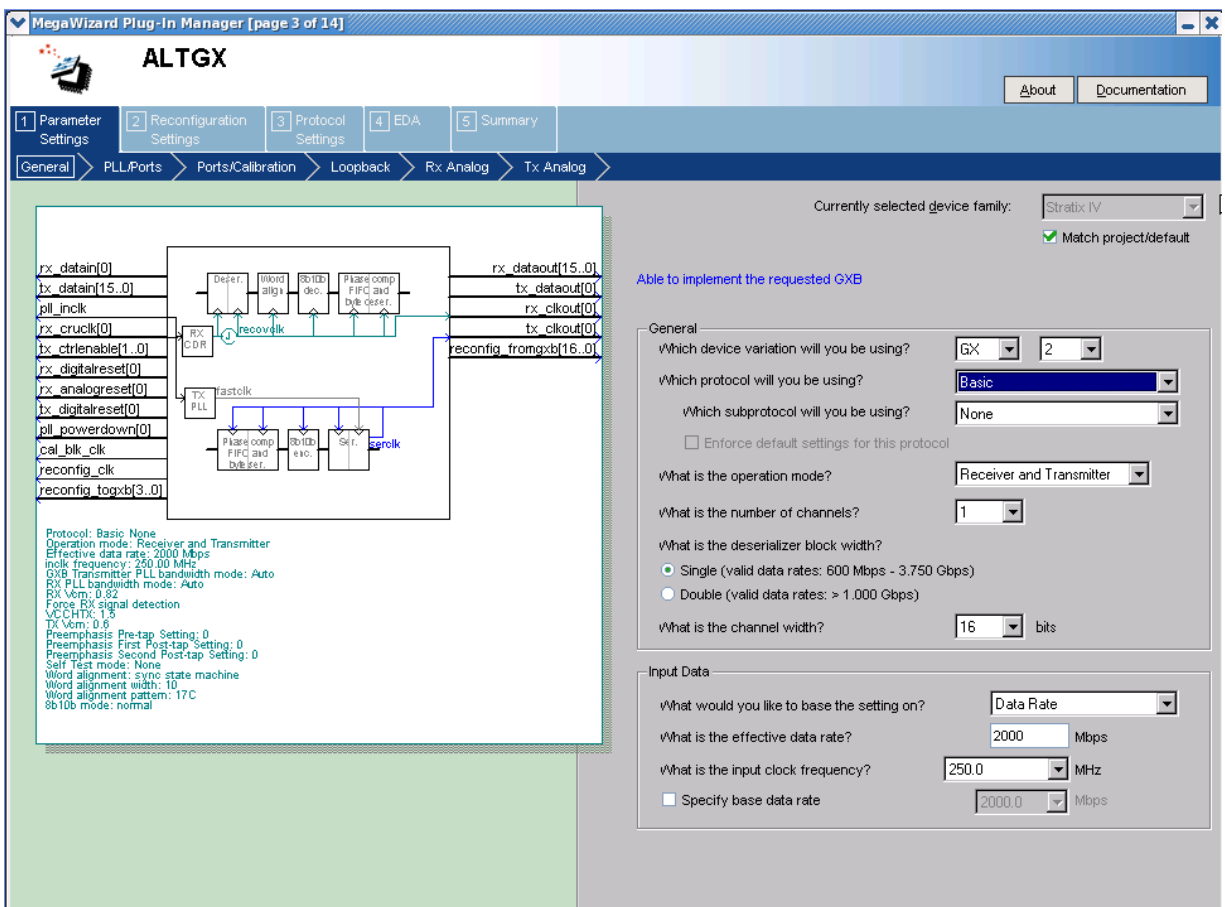 MegaWizard Plug-In Manager [page 3 of 14]
ALTGX
About
Documentation
1 Parameter Settings
2 Reconfiguration Settings
3 Protocol Settings
4 EDA
5 Summary
General
PLL/Ports
Ports/Calibration
Loopback
Rx Analog
Tx Analog
Currently selected device family:
Stratix IV
Match project/default
rx_datain[0]
tx_datain[15..0]
pll_inclk
rx_cruclk[0]
tx_ctrlenable[1..0]
rx_digitalreset[0]
rx_analogreset[0]
tx_digitalreset[0]
pll_powerdown[0]
cal_blk_clk
reconfig_clk
reconfig_togxb[3..0]
Deser.
Word align.
8b10b dec.
Phase comp FIFO and byte deser.
RX CDR
recovclk
TX PLL
fastclk
Phase comp FIFO and byte ser.
8b10b enc.
Ser.
serclk
rx_dataout[15..0]
tx_dataout[0]
rx_clkout[0]
tx_clkout[0]
reconfig_fromgxb[16..0]
Protocol: Basic None
Operation mode: Receiver and Transmitter
Effective data rate: 2000 Mbps
inclk frequency: 250.00 MHz
GXB Transmitter PLL bandwidth mode: Auto
RX PLL bandwidth mode: Auto
RX Vcm: 0.82
Force RX signal detection
VCCHTX: 1.5
TX Vcm: 0.6
Preemphasis Pre-tap Setting: 0
Preemphasis First Post-tap Setting: 0
Preemphasis Second Post-tap Setting: 0
Self Test mode: None
Word alignment: sync state machine
Word alignment width: 10
Word alignment pattern: 17C
8b10b mode: normal
Able to implement the requested GXB
General
Which device variation will you be using?
GX
2
Which protocol will you be using?
Basic
Which subprotocol will you be using?
None
Enforce default settings for this protocol
What is the operation mode?
Receiver and Transmitter
What is the number of channels?
1
What is the deserializer block width?
Single (valid data rates: 600 Mbps - 3.750 Gbps)
Double (valid data rates: > 1.000 Gbps)
What is the channel width?
16
bits
Input Data
What would you like to base the setting on?
Data Rate
What is the effective data rate?
2000
Mbps
What is the input clock frequency?
250.0
MHz
Specify base data rate
2000.0
Mbps